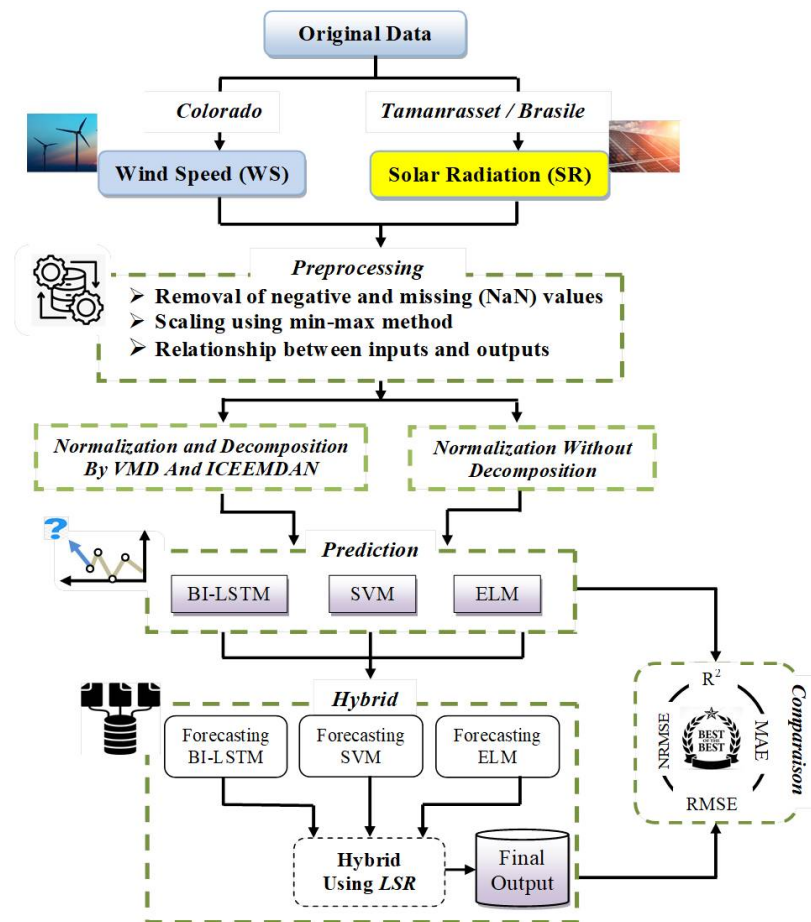 Original Data
Colorado
Tamanrasset / Brasile
Wind Speed (WS)
Solar Radiation (SR)
Preprocessing
➤ Removal of negative and missing (NaN) values
➤ Scaling using min-max method
➤ Relationship between inputs and outputs
Normalization and Decomposition
By VMD And ICEEMDAN
Normalization Without
Decomposition
?
Prediction
BI-LSTM
SVM
ELM
Hybrid
Forecasting
BI-LSTM
Forecasting
SVM
Forecasting
ELM
Hybrid
Using LSR
Final
Output
R²
NRMSE
MAE
RMSE
BEST
OF THE
BEST
Comparaison